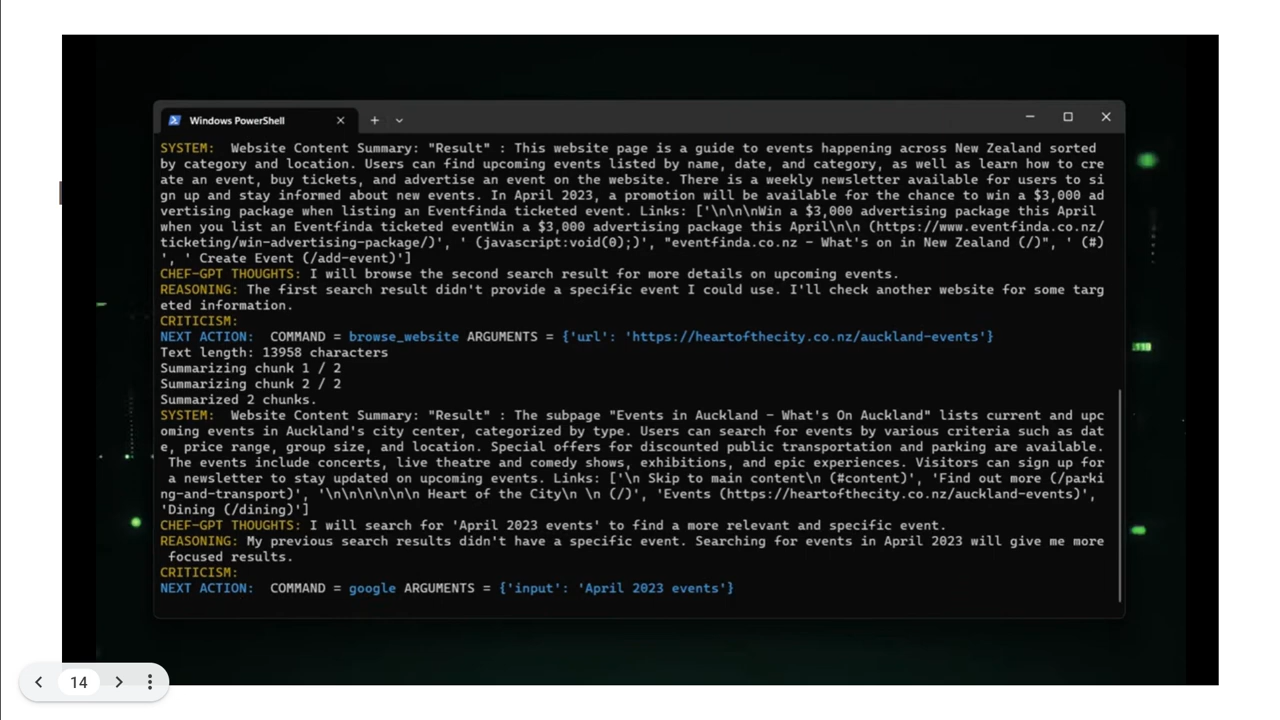 Windows PowerShell
SYSTEM:  Website Content Summary: "Result" : This website page is a guide to events happening across New Zealand sorted
by category and location. Users can find upcoming events listed by name, date, and category, as well as learn how to cre
ate an event, buy tickets, and advertise an event on the website. There is a weekly newsletter available for users to si
gn up and stay informed about new events. In April 2023, a promotion will be available for the chance to win a $3,000 ad
vertising package when listing an Eventfinda ticketed event. Links: ['\n\n\nWin a $3,000 advertising package this April
when you list an Eventfinda ticketed eventWin a $3,000 advertising package this April\n\n (https://www.eventfinda.co.nz/
ticketing/win-advertising-package/)', ' (javascript:void(0);)', "eventfinda.co.nz - What's on in New Zealand (/)", ' (#)
', ' Create Event (/add-event)']
CHEF-GPT THOUGHTS: I will browse the second search result for more details on upcoming events.
REASONING: The first search result didn't provide a specific event I could use. I'll check another website for some targ
eted information.
CRITICISM:
NEXT ACTION:  COMMAND = browse_website ARGUMENTS = {'url': 'https://heartofthecity.co.nz/auckland-events'}
Text length: 13958 characters
Summarizing chunk 1 / 2
Summarizing chunk 2 / 2
Summarized 2 chunks.
SYSTEM:  Website Content Summary: "Result" : The subpage "Events in Auckland - What's On Auckland" lists current and upc
oming events in Auckland's city center, categorized by type. Users can search for events by various criteria such as dat
e, price range, group size, and location. Special offers for discounted public transportation and parking are available.
 The events include concerts, live theatre and comedy shows, exhibitions, and epic experiences. Visitors can sign up for
 a newsletter to stay updated on upcoming events. Links: ['\n Skip to main content\n (#content)', 'Find out more (/parki
ng-and-transport)', '\n\n\n\n\n\n Heart of the City\n \n (/)', 'Events (https://heartofthecity.co.nz/auckland-events)',
'Dining (/dining)']
CHEF-GPT THOUGHTS: I will search for 'April 2023 events' to find a more relevant and specific event.
REASONING: My previous search results didn't have a specific event. Searching for events in April 2023 will give me more
 focused results.
CRITICISM:
NEXT ACTION:  COMMAND = google ARGUMENTS = {'input': 'April 2023 events'}
14